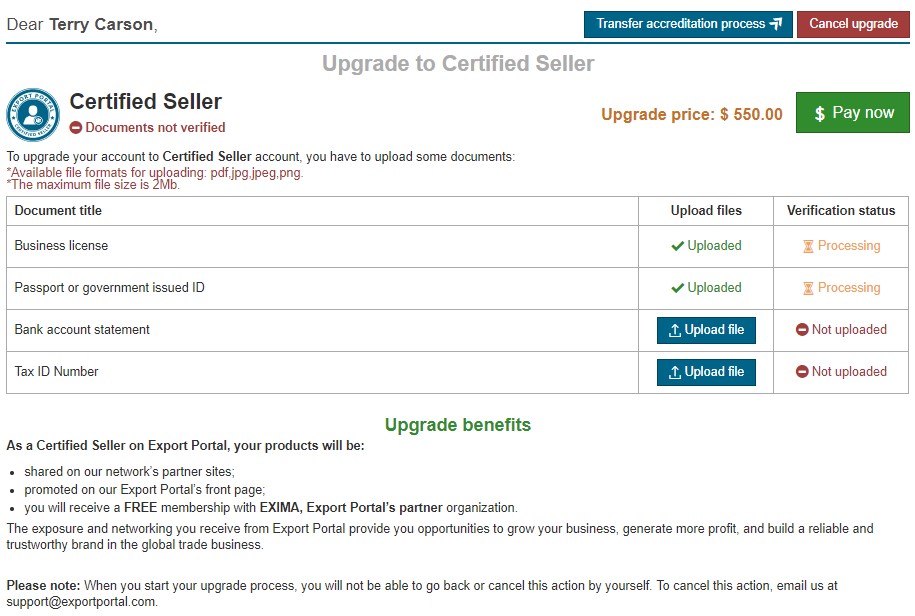 Dear Terry Carson,
Transfer accreditation process
Cancel upgrade
Upgrade to Certified Seller
EXPORT PORTAL
CERTIFIED SELLER
Certified Seller
Documents not verified
Upgrade price: $ 550.00
$ Pay now
To upgrade your account to Certified Seller account, you have to upload some documents:
*Available file formats for uploading: pdf,jpg,jpeg,png.
*The maximum file size is 2Mb.
Document title Upload files Verification status
Business license Uploaded Processing
Passport or government issued ID Uploaded Processing
Bank account statement Upload file Not uploaded
Tax ID Number Upload file Not uploaded
Upgrade benefits
As a Certified Seller on Export Portal, your products will be:
• shared on our network's partner sites;
• promoted on our Export Portal's front page;
• you will receive a FREE membership with EXIMA, Export Portal's partner organization.
The exposure and networking you receive from Export Portal provide you opportunities to grow your business, generate more profit, and build a reliable and
trustworthy brand in the global trade business.
Please note: When you start your upgrade process, you will not be able to go back or cancel this action by yourself. To cancel this action, email us at
support@exportportal.com.